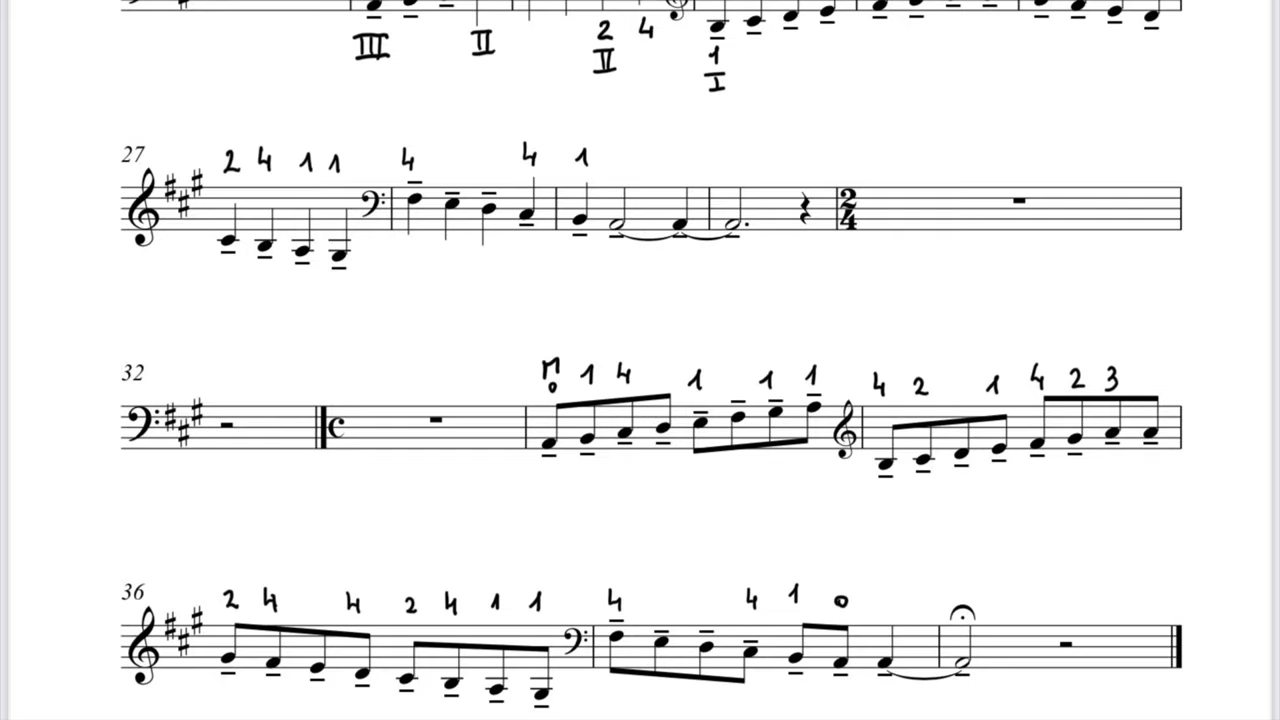 2 4
III II II
1
I
27
2 4 1 1 4 4 1
2
4
32
0 1 4 1 1 1 4 2 1 4 2 3
36
2 4 4 2 4 1 1 4 4 1 0